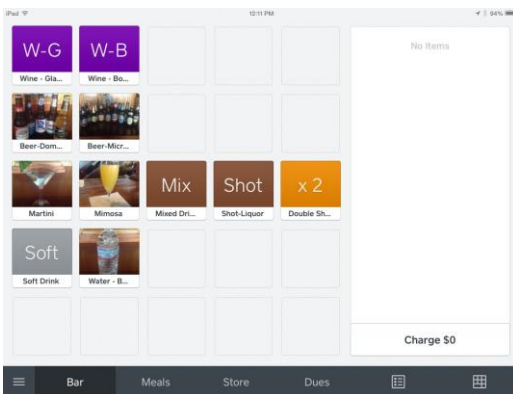 iPad 12:11 PM 94%
W-G W-B
Wine - Gla... Wine - Bo...
No Items
Beer-Dom... Beer-Micr...
Mix Shot x 2
Martini Mimosa Mixed Dri... Shot-Liquor Double Sh...
Soft
Soft Drink Water - B...
Charge $0
Bar Meals Store Dues